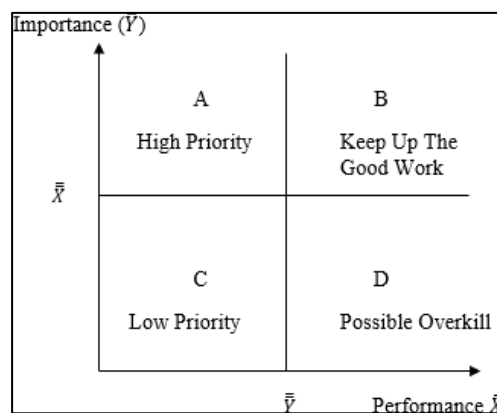 Importance (Ȳ)
A
B
High Priority
Keep Up The
Good Work
X̿
C
D
Low Priority
Possible Overkill
Y̿
Performance X̄